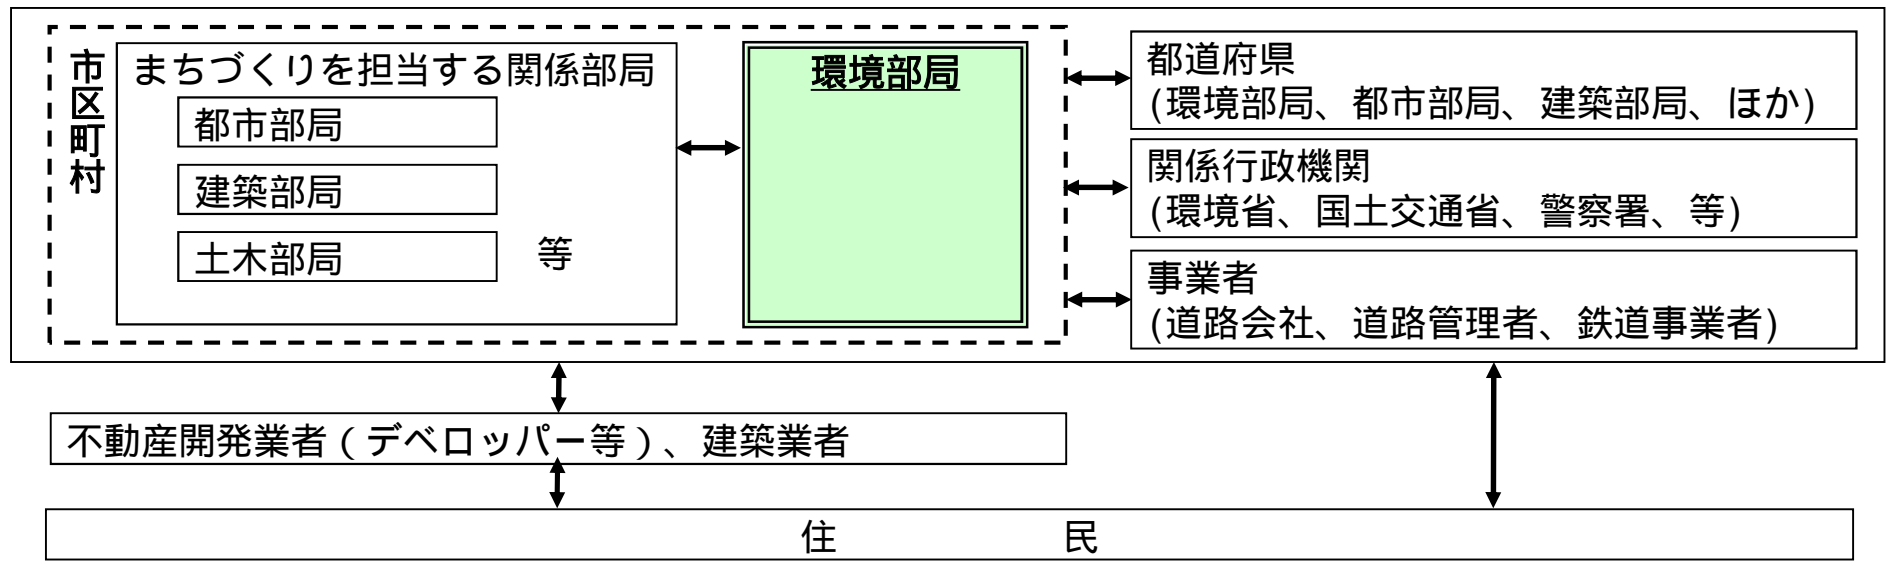 市区町村
まちづくりを担当する関係部局
都市部局
建築部局
土木部局
等
環境部局
都道府県
(環境部局、都市部局、建築部局、ほか)
関係行政機関
(環境省、国土交通省、警察署、等)
事業者
(道路会社、道路管理者、鉄道事業者)
不動産開発業者（デベロッパー等）、建築業者
住　　　民